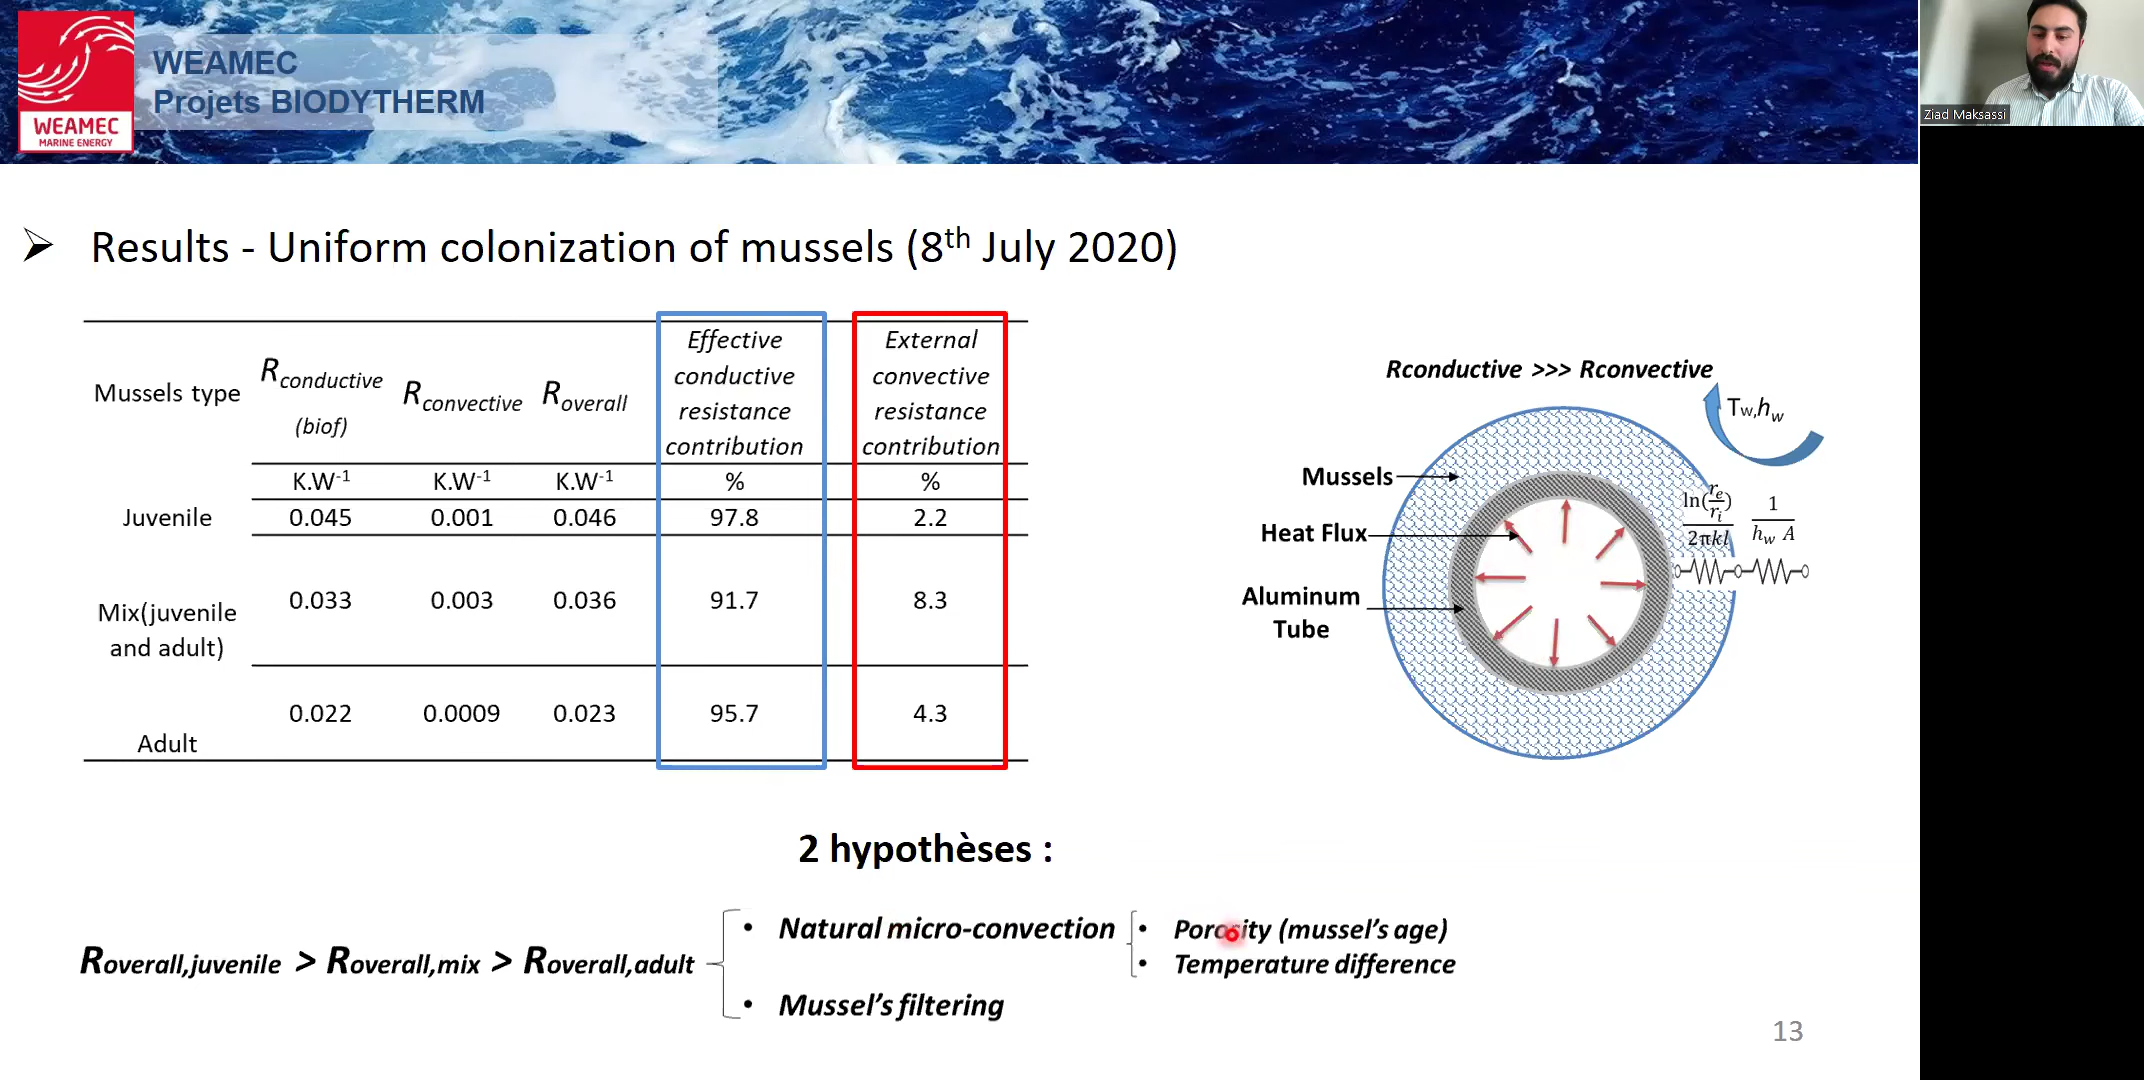 WEAMEC
Projets BIODYTHERM
WEAMEC
MARINE ENERGY
Ziad Maksassi
➢ Results - Uniform colonization of mussels (8th July 2020)
Mussels type
Rconductive
(biof)
Rconvective
Roverall
Effective
conductive
resistance
contribution
External
convective
resistance
contribution
K.W-1 K.W-1 K.W-1 % %
Juvenile 0.045 0.001 0.046 97.8 2.2
Mix(juvenile
and adult)
0.033 0.003 0.036 91.7 8.3
Adult
0.022 0.0009 0.023 95.7 4.3
Rconductive >>> Rconvective
Tw,hw
Mussels
Heat Flux
Aluminum
Tube
ln(re/ri)/2πkl
1/hw A
2 hypothèses :
Roverall,juvenile > Roverall,mix > Roverall,adult
• Natural micro-convection
• Porosity (mussel's age)
• Temperature difference
• Mussel's filtering
13